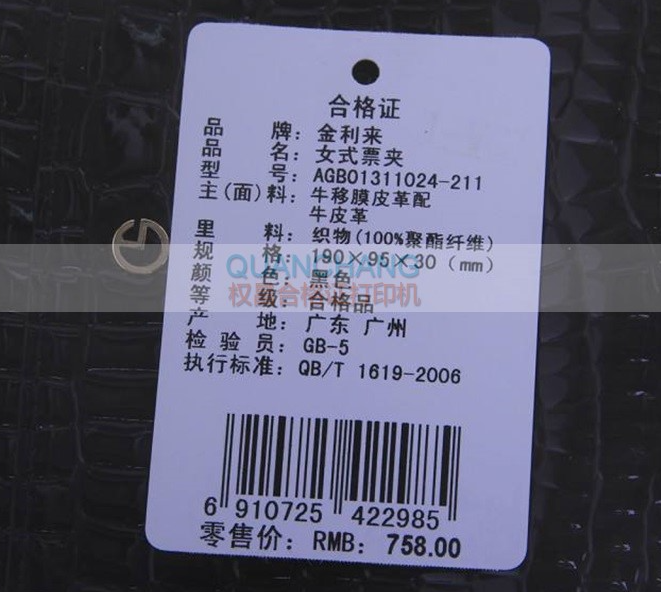 合格证
品 牌：金利来
品 名：女式票夹
型 号：AGB01311024-211
主(面)料：牛移膜皮革配
牛皮革
里 料：织物(100%聚酯纤维)
规 格：190×95×30（mm）
QUANCHANG
颜 色：黑色
权昌合格证打印机
等 级：合格品
产 地：广东 广州
检 验 员：GB-5
执行标准：QB/T 1619-2006
6 910725 422985
零售价：RMB：758.00